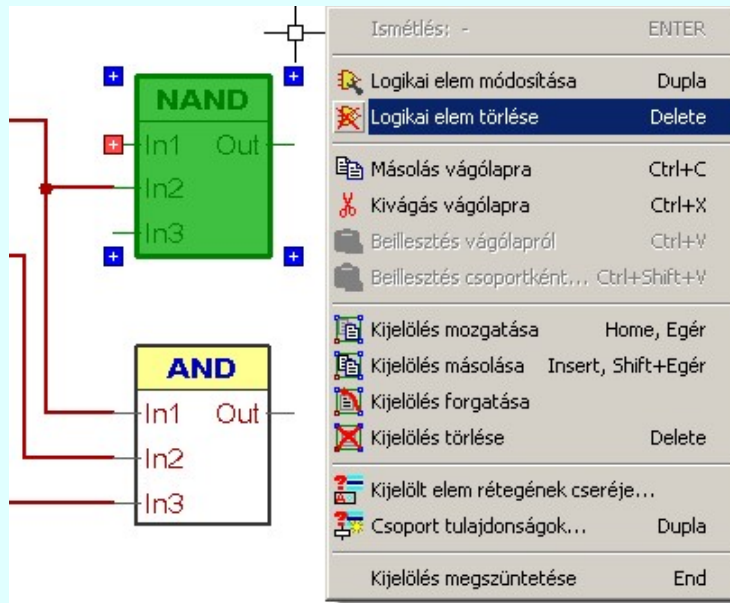 NAND
In1 Out
In2
In3
AND
In1 Out
In2
In3
Ismétlés: - ENTER
Logikai elem módosítása Dupla
Logikai elem törlése Delete
Másolás vágólapra Ctrl+C
Kivágás vágólapra Ctrl+X
Beillesztés vágólapról Ctrl+V
Beillesztés csoportként... Ctrl+Shift+V
Kijelölés mozgatása Home, Egér
Kijelölés másolása Insert, Shift+Egér
Kijelölés forgatása
Kijelölés törlése Delete
Kijelölt elem rétegének cseréje...
Csoport tulajdonságok... Dupla
Kijelölés megszüntetése End